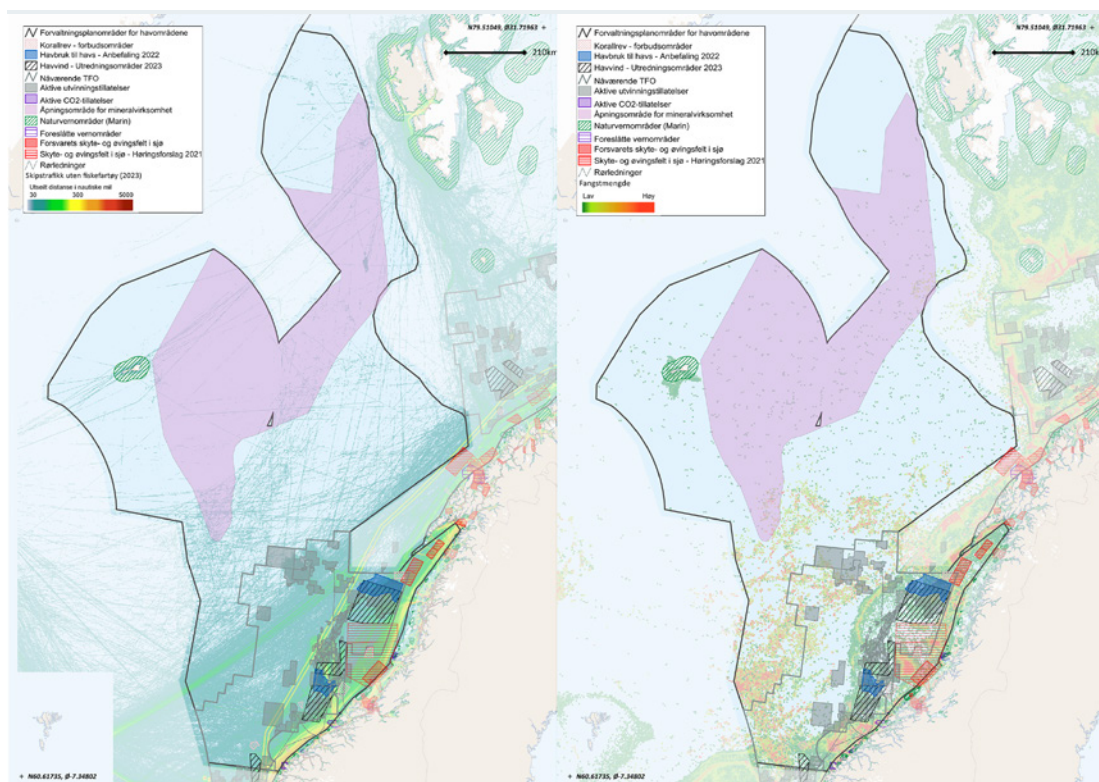 Forvaltningsplanområder for havområdene
Korallrev - forbudsområder
Havbruk til havs - Anbefaling 2022
Havvind - Utredningsområder 2023
Nåværende TFO
Aktive utvinningstillatelser
Aktive CO2-tillatelser
Åpningsområde for mineralvirksomhet
Naturvernområder (Marin)
Foreslåtte vernområder
Forsvarets skyte- og øvingsfelt i sjø
Skyte- og øvingsfelt i sjø - Høringsforslag 2021
Rørledninger
Skipstrafikk uten fiskefartøy (2023)
Utseilt distanse i nautiske mil
30 300 5000
N79.51049, Ø31.71963 +
210km
+ N60.61735, Ø-7.34802
Forvaltningsplanområder for havområdene
Korallrev - forbudsområder
Havbruk til havs - Anbefaling 2022
Havvind - Utredningsområder 2023
Nåværende TFO
Aktive utvinningstillatelser
Aktive CO2-tillatelser
Åpningsområde for mineralvirksomhet
Naturvernområder (Marin)
Foreslåtte vernområder
Forsvarets skyte- og øvingsfelt i sjø
Skyte- og øvingsfelt i sjø - Høringsforslag 2021
Rørledninger
Fangstmengde
Lav Høy
N79.51049, Ø31.71963 +
210km
+ N60.61735, Ø-7.34802